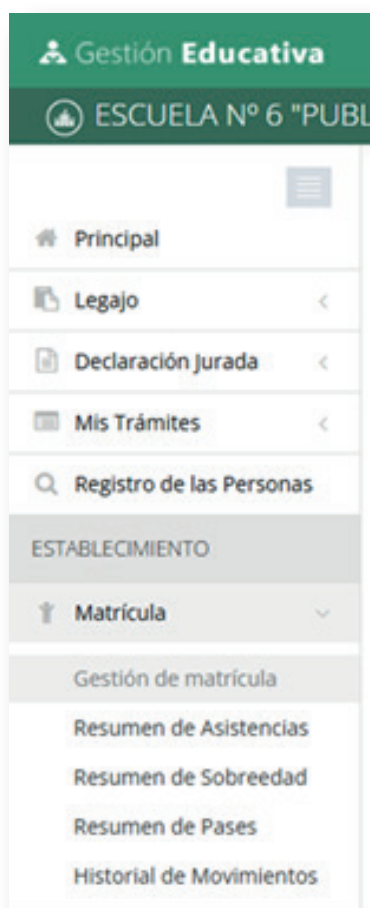 Gestión Educativa
ESCUELA Nº 6 "PUBL
Principal
Legajo
Declaración Jurada
Mis Trámites
Registro de las Personas
ESTABLECIMIENTO
Matrícula
Gestión de matrícula
Resumen de Asistencias
Resumen de Sobreedad
Resumen de Pases
Historial de Movimientos